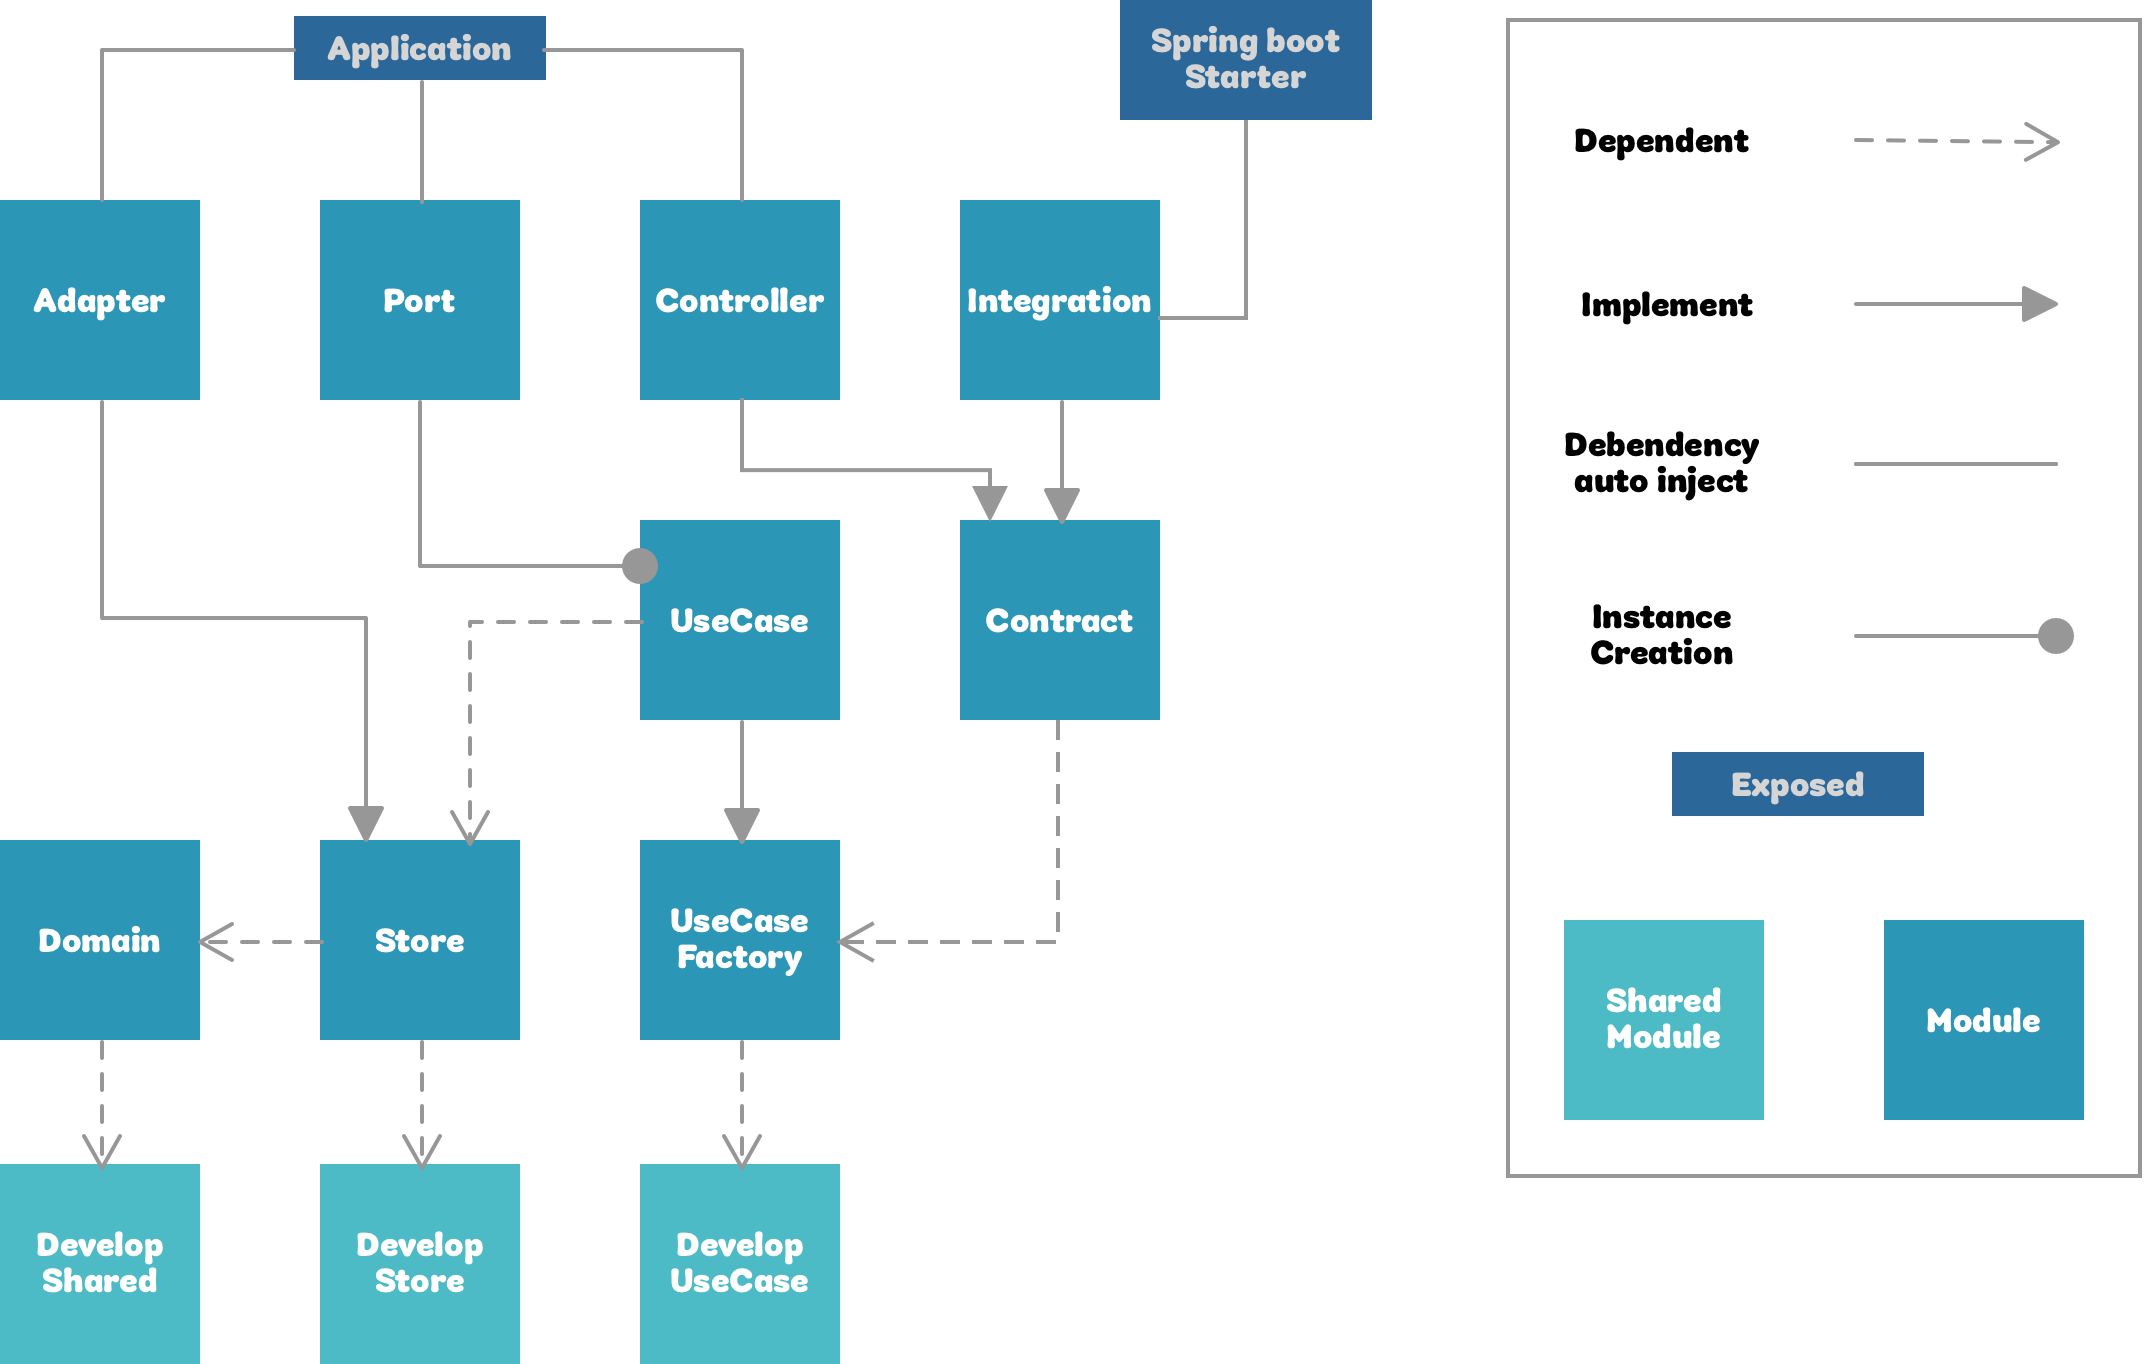 Application
Spring boot
Starter
Adapter
Port
Controller
Integration
UseCase
Contract
Domain
Store
UseCase
Factory
Develop
Shared
Develop
Store
Develop
UseCase
Dependent
Implement
Debendency
auto inject
Instance
Creation
Exposed
Shared
Module
Module